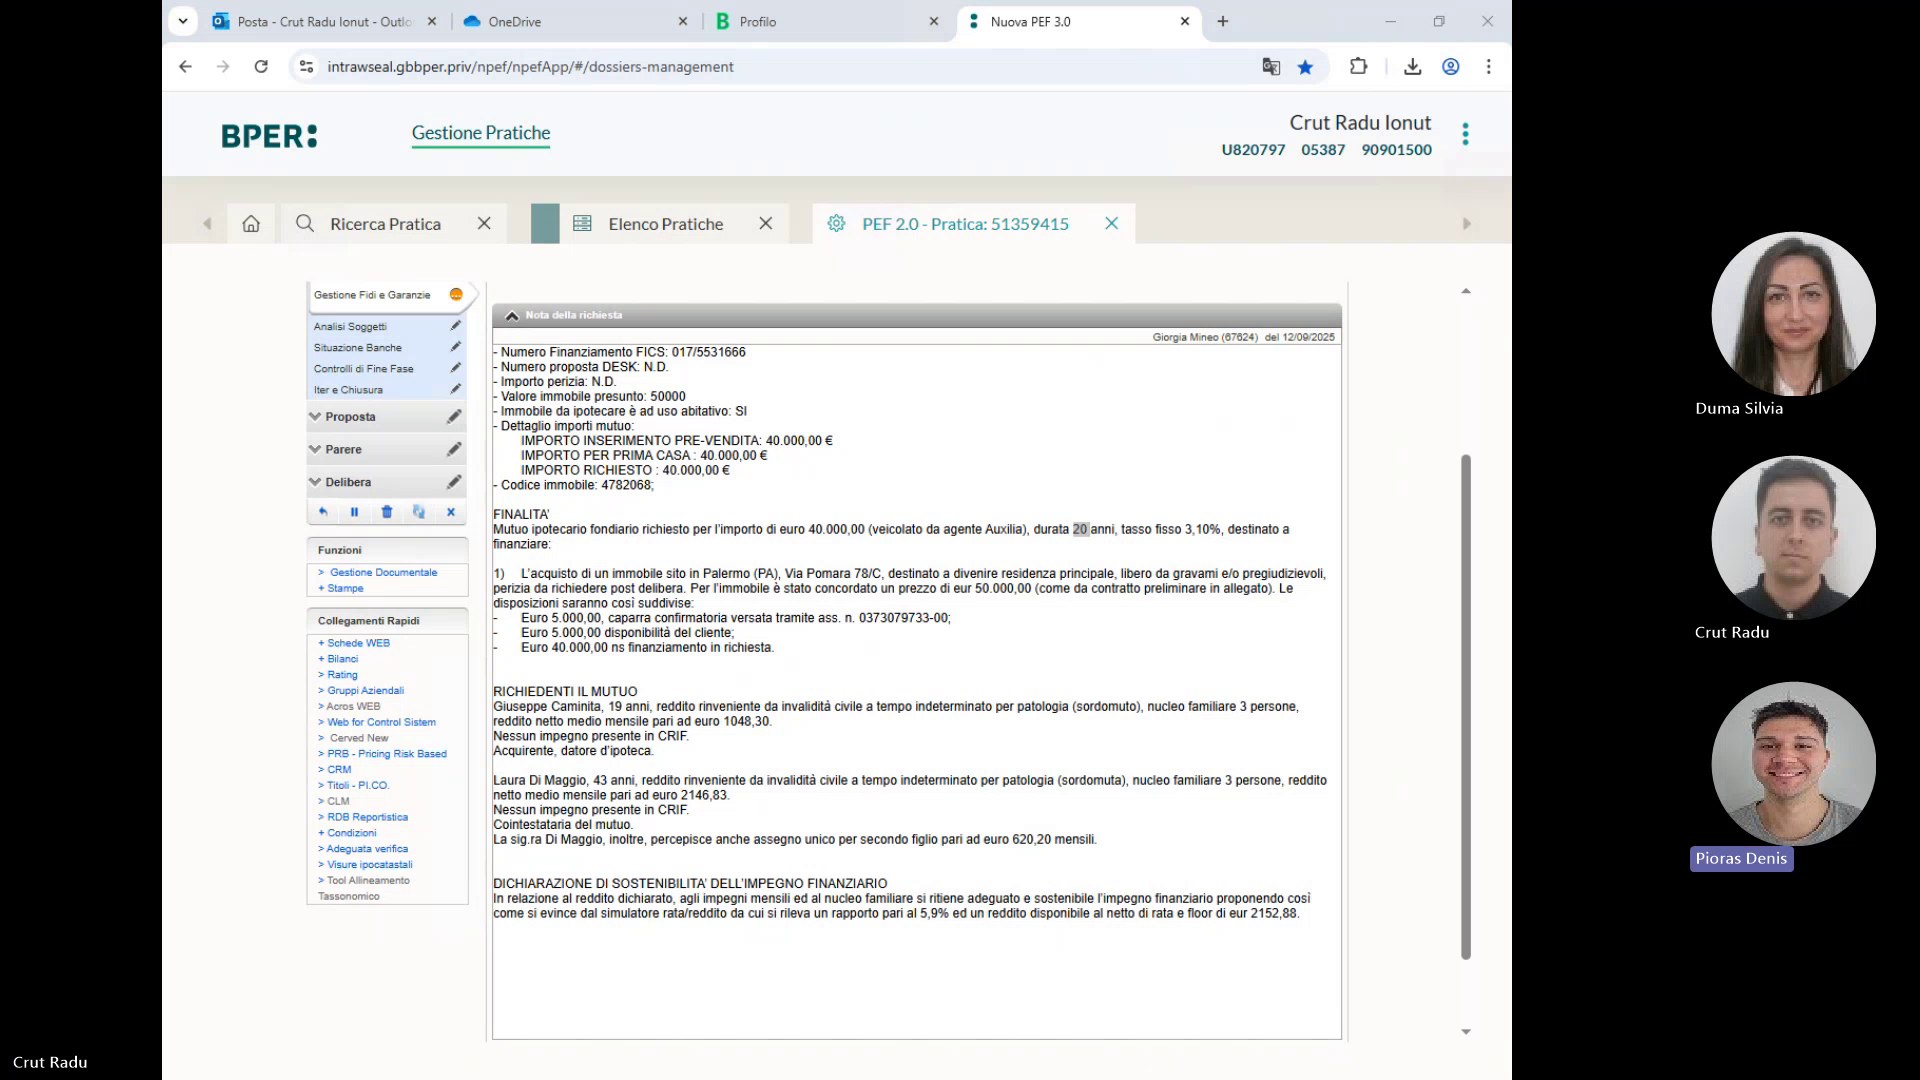 Posta - Crut Radu Ionut - Outlo
OneDrive
Profilo
Nuova PEF 3.0
intrawseal.gbbper.priv/npef/npefApp/#/dossiers-management
BPER:
Gestione Pratiche
Crut Radu Ionut
U820797 05387 90901500
Ricerca Pratica
Elenco Pratiche
PEF 2.0 - Pratica: 51359415
Gestione Fidi e Garanzie
Analisi Soggetti
Situazione Banche
Controlli di Fine Fase
Iter e Chiusura
Proposta
Parere
Delibera
Funzioni
> Gestione Documentale
+ Stampe
Collegamenti Rapidi
+ Schede WEB
+ Bilanci
> Rating
> Gruppi Aziendali
> Acros WEB
> Web for Control Sistem
> Cerved New
> PRB - Pricing Risk Based
> CRM
> Titoli - PI.CO.
> CLM
> RDB Reportistica
+ Condizioni
> Adeguata verifica
> Visure ipocatastali
> Tool Allineamento
Tassonomico
Nota della richiesta
Giorgia Mineo (67624) del 12/09/2025
- Numero Finanziamento FICS: 017/5531666
- Numero proposta DESK: N.D.
- Importo perizia: N.D.
- Valore immobile presunto: 50000
- Immobile da ipotecare è ad uso abitativo: SI
- Dettaglio importi mutuo:
IMPORTO INSERIMENTO PRE-VENDITA: 40.000,00 €
IMPORTO PER PRIMA CASA : 40.000,00 €
IMPORTO RICHIESTO : 40.000,00 €
- Codice immobile: 4782068;
FINALITA'
Mutuo ipotecario fondiario richiesto per l'importo di euro 40.000,00 (veicolato da agente Auxilia), durata 20 anni, tasso fisso 3,10%, destinato a
finanziare:
1) L'acquisto di un immobile sito in Palermo (PA), Via Pomara 78/C, destinato a divenire residenza principale, libero da gravami e/o pregiudizievoli,
perizia da richiedere post delibera. Per l'immobile è stato concordato un prezzo di eur 50.000,00 (come da contratto preliminare in allegato). Le
disposizioni saranno così suddivise:
- Euro 5.000,00, caparra confirmatoria versata tramite ass. n. 0373079733-00;
- Euro 5.000,00 disponibilità del cliente;
- Euro 40.000,00 ns finanziamento in richiesta.
RICHIEDENTI IL MUTUO
Giuseppe Caminita, 19 anni, reddito rinveniente da invalidità civile a tempo indeterminato per patologia (sordomuto), nucleo familiare 3 persone,
reddito netto medio mensile pari ad euro 1048,30.
Nessun impegno presente in CRIF.
Acquirente, datore d'ipoteca.
Laura Di Maggio, 43 anni, reddito rinveniente da invalidità civile a tempo indeterminato per patologia (sordomuta), nucleo familiare 3 persone, reddito
netto medio mensile pari ad euro 2146,83.
Nessun impegno presente in CRIF.
Cointestataria del mutuo.
La sig.ra Di Maggio, inoltre, percepisce anche assegno unico per secondo figlio pari ad euro 620,20 mensili.
DICHIARAZIONE DI SOSTENIBILITA' DELL'IMPEGNO FINANZIARIO
In relazione al reddito dichiarato, agli impegni mensili ed al nucleo familiare si ritiene adeguato e sostenibile l'impegno finanziario proponendo così
come si evince dal simulatore rata/reddito da cui si rileva un rapporto pari al 5,9% ed un reddito disponibile al netto di rata e floor di eur 2152,88.
Duma Silvia
Crut Radu
Pioras Denis
Crut Radu